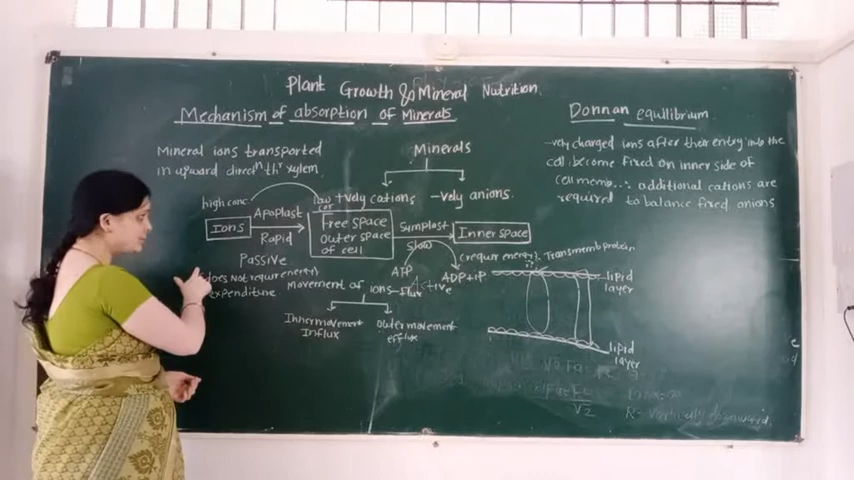 Plant Growth & Mineral Nutrition
Mechanism of absorption of Minerals
Mineral ions transported
in upward directn thr xylem
Minerals
+vely cations -vely anions
high conc
low
con
Ions
Apoplast
Rapid
Free space
outer space
of cell
Symplast
slow
Inner space
Passive
does not requr energy
expenditure
ATP
ADP+iP
Active
(requr energy)
Movement of ions-flux
Inner movement
Influx
Outer movement
efflux
Transmemb protein
lipid
layer
lipid
layer
Donnan equilibrium
-vely charged ions after their entry into the
cell become fixed on inner side of
cell memb... additional cations are
required to balance fixed anions